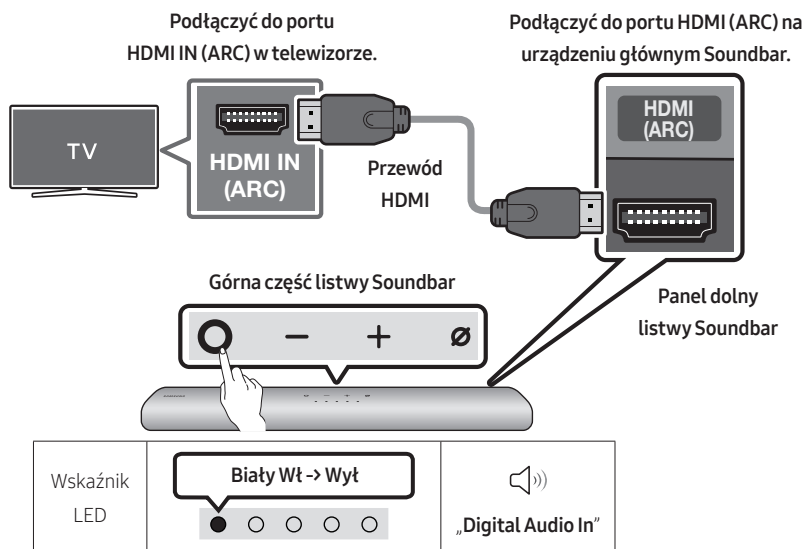 Podłączyć do portu
HDMI IN (ARC) w telewizorze.
Podłączyć do portu HDMI (ARC) na
urządzeniu głównym Soundbar.
TV
HDMI IN
(ARC)
Przewód
HDMI
HDMI
(ARC)
Górna część listwy Soundbar
Panel dolny
listwy Soundbar
Wskaźnik
LED
Biały Wł -> Wył
„Digital Audio In”